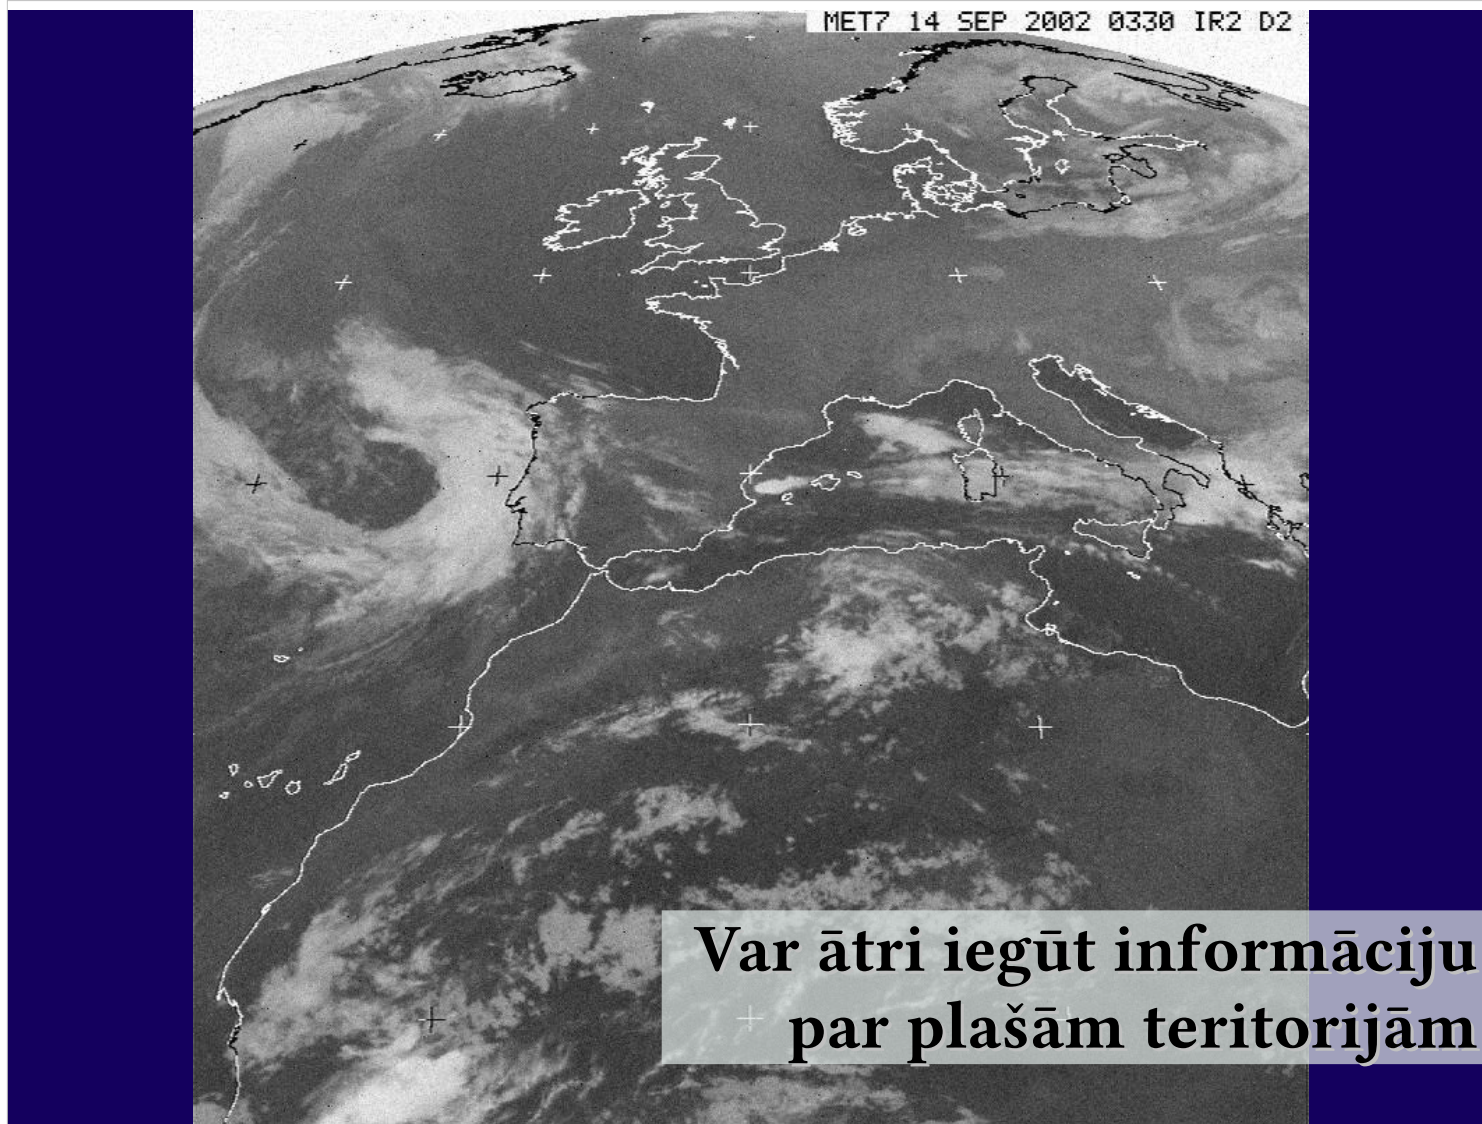 MET7 14 SEP 2002 0330 IR2 D2
Var ātri iegūt informāciju
par plašām teritorijām